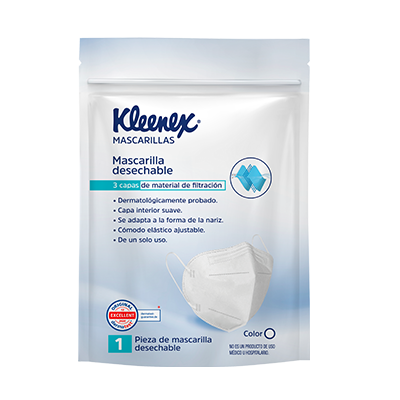 Kleenex®
MASCARILLAS
Mascarilla
desechable
3 capas de material de filtración
• Dermatológicamente probado.
• Capa interior suave.
• Se adapta a la forma de la nariz.
• Cómodo elástico ajustable.
• De un solo uso.
EXCELLENT
1 Pieza de mascarilla
desechable
Color
NO ES UN PRODUCTO DE USO
MÉDICO U HOSPITALARIO.